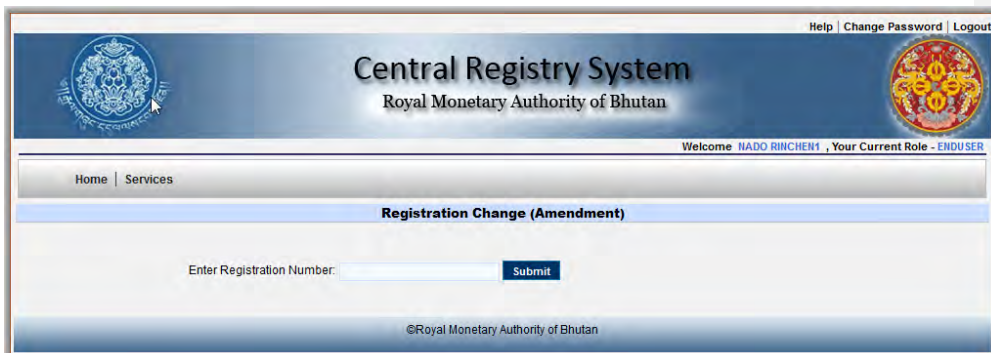 Help | Change Password | Logout
Central Registry System
Royal Monetary Authority of Bhutan
Welcome NADO RINCHEN1 , Your Current Role - ENDUSER
Home | Services
Registration Change (Amendment)
Enter Registration Number: Submit
©Royal Monetary Authority of Bhutan